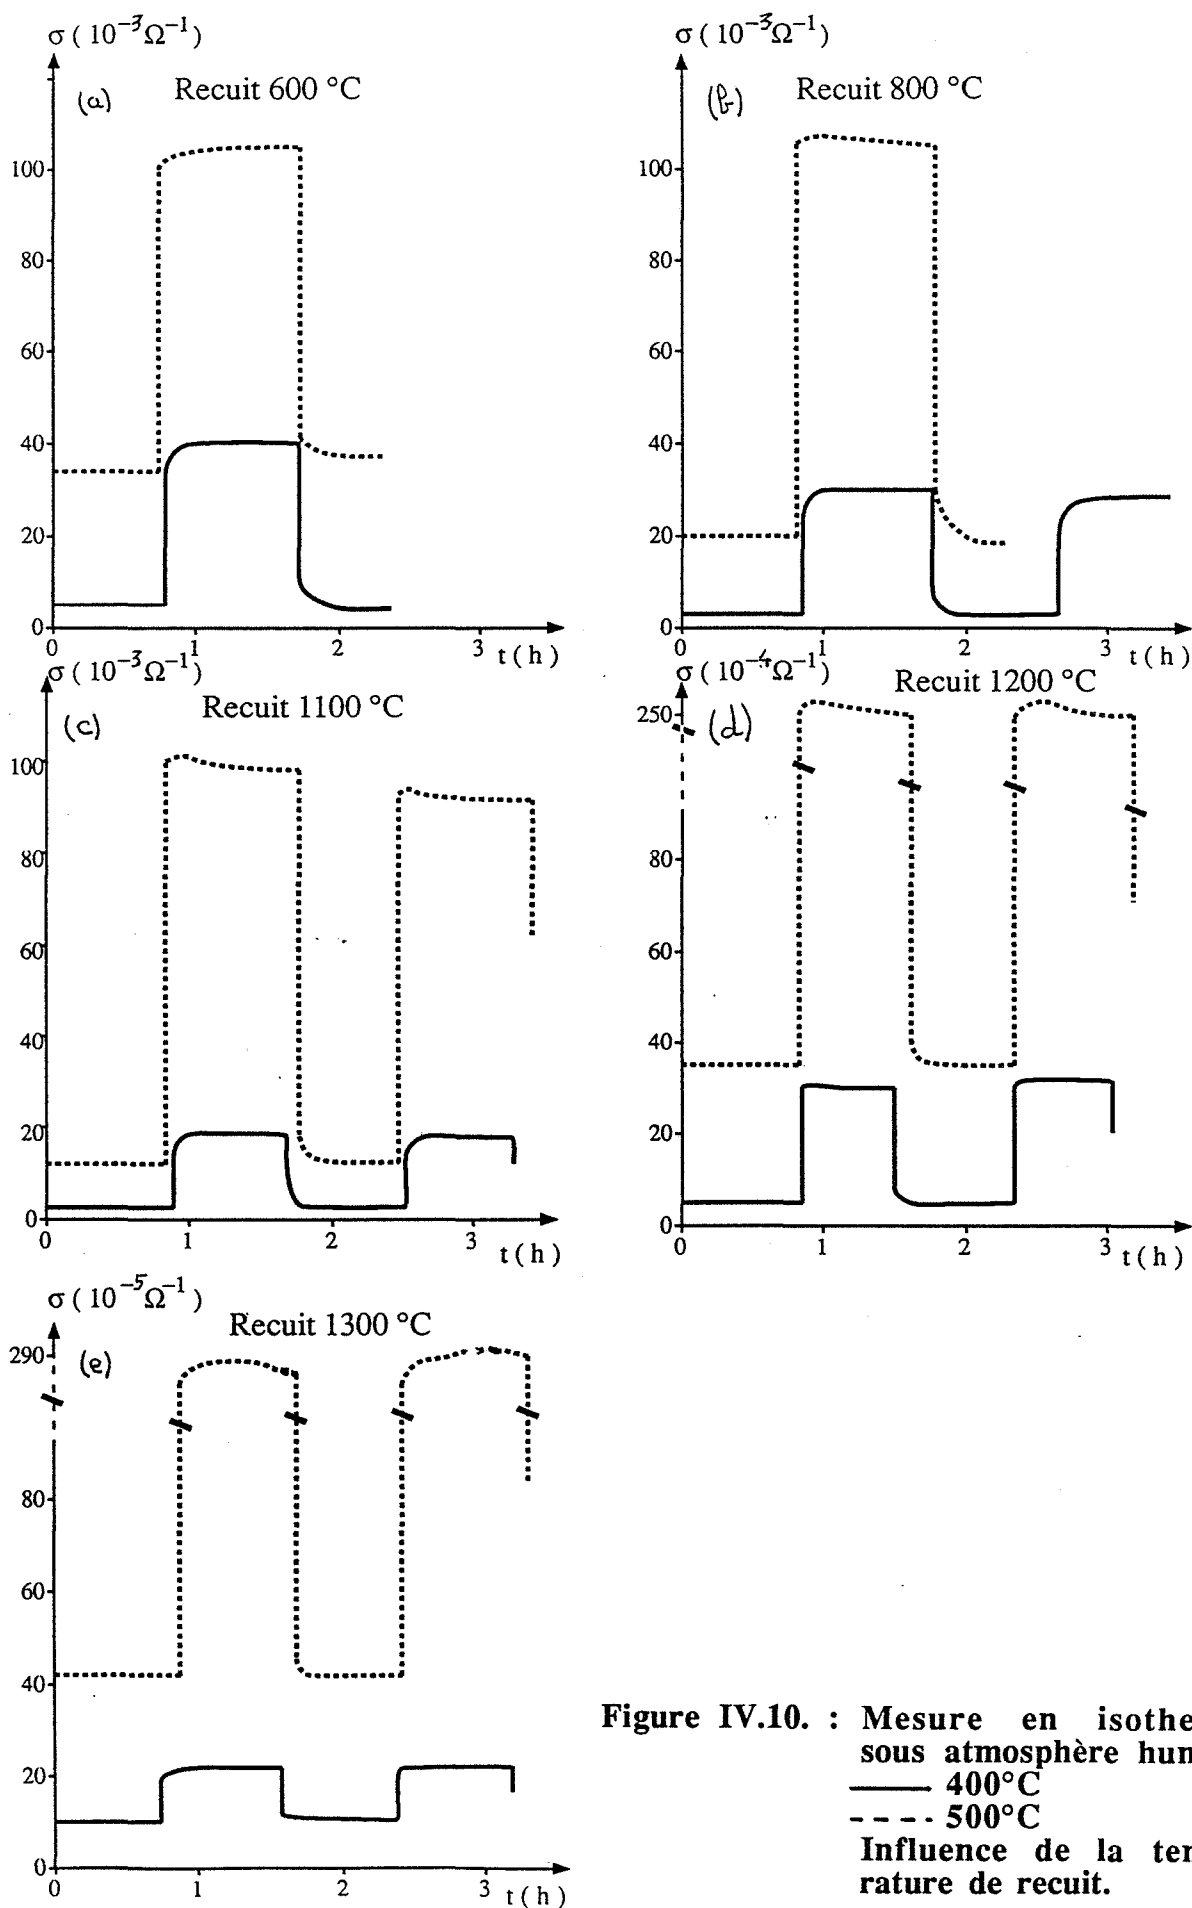 σ ( 10⁻³Ω⁻¹)
(a) Recuit 600 °C
100
80
60
40
20
0
0 1 2 3
t ( h )
σ ( 10⁻³Ω⁻¹)
(b) Recuit 800 °C
100
80
60
40
20
0
0 1 2 3
t ( h )
σ ( 10⁻³Ω⁻¹)
(c) Recuit 1100 °C
100
80
60
40
20
0
0 1 2 3
t ( h )
σ (10⁻⁴Ω⁻¹)
(d) Recuit 1200 °C
250
80
60
40
20
0
0 1 2 3
t ( h )
σ ( 10⁻⁵Ω⁻¹)
(e) Recuit 1300 °C
290
80
60
40
20
0
0 1 2 3
t ( h )
Figure IV.10. : Mesure en isothe
sous atmosphère hum
400°C
500°C
Influence de la
rature de recuit.